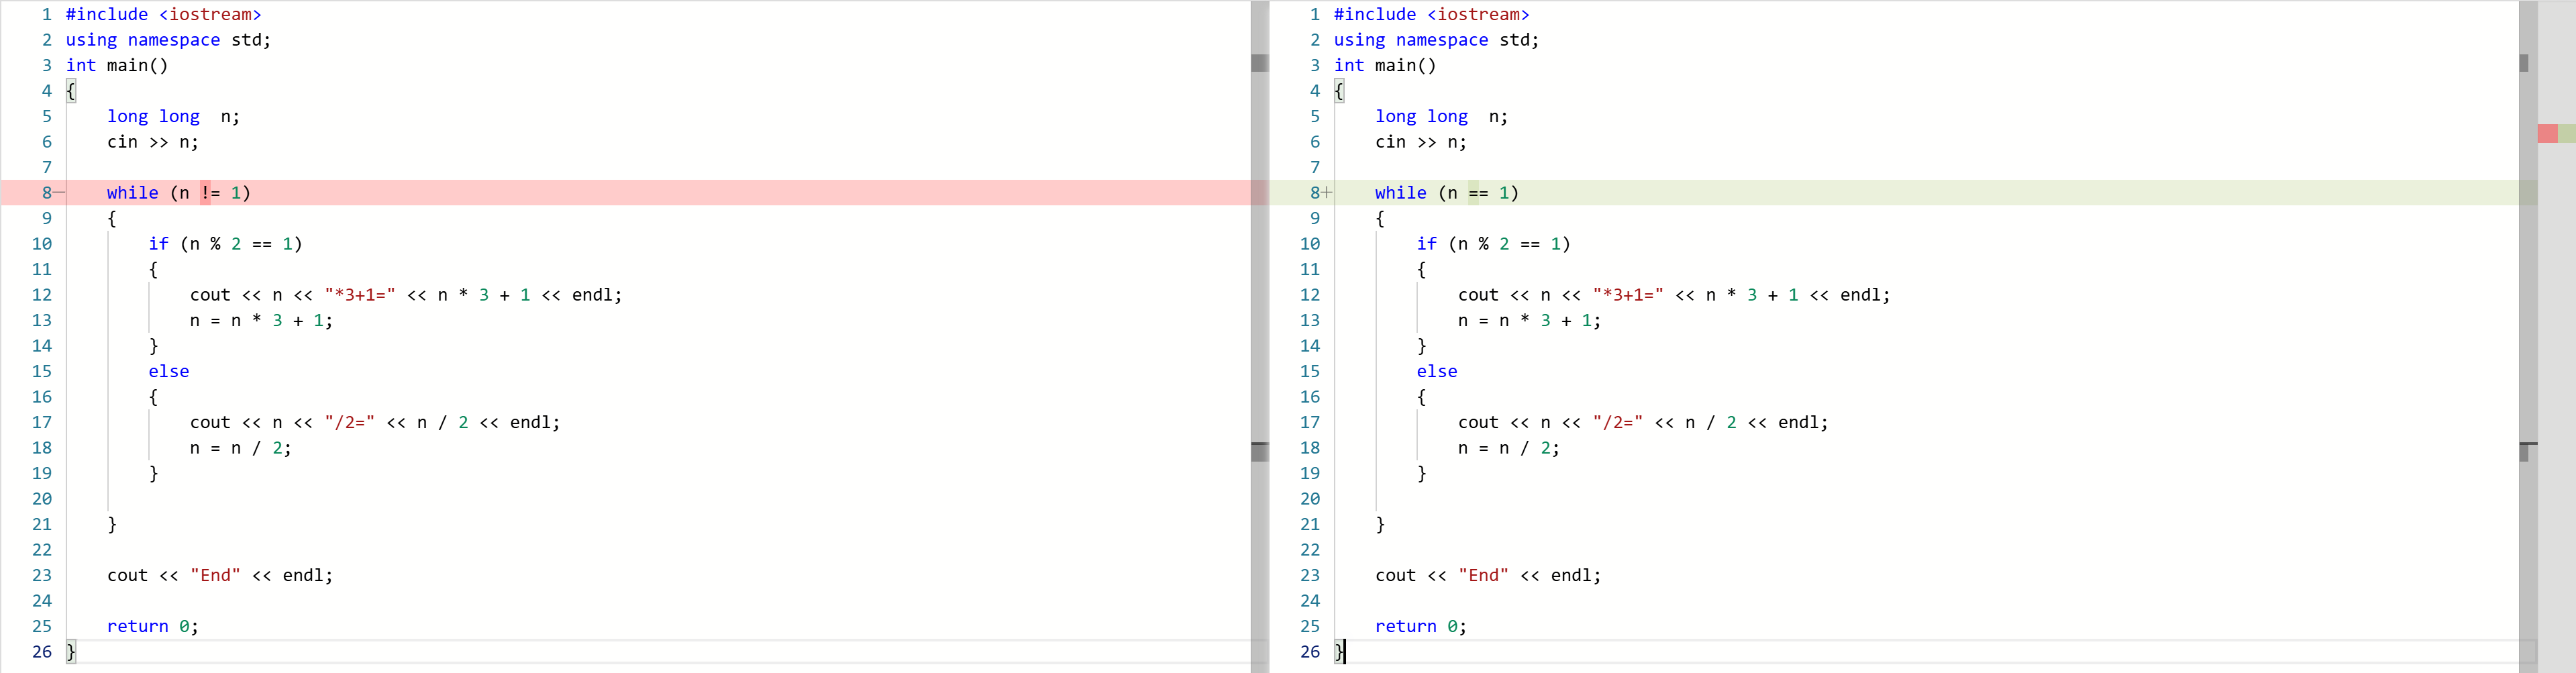 1 #include <iostream>
2 using namespace std;
3 int main()
4 {
5     long long  n;
6     cin >> n;
7
8—    while (n != 1)
9     {
10        if (n % 2 == 1)
11        {
12            cout << n << "*3+1=" << n * 3 + 1 << endl;
13            n = n * 3 + 1;
14        }
15        else
16        {
17            cout << n << "/2=" << n / 2 << endl;
18            n = n / 2;
19        }
20
21    }
22
23    cout << "End" << endl;
24
25    return 0;
26 }
1 #include <iostream>
2 using namespace std;
3 int main()
4 {
5     long long  n;
6     cin >> n;
7
8+    while (n == 1)
9     {
10        if (n % 2 == 1)
11        {
12            cout << n << "*3+1=" << n * 3 + 1 << endl;
13            n = n * 3 + 1;
14        }
15        else
16        {
17            cout << n << "/2=" << n / 2 << endl;
18            n = n / 2;
19        }
20
21    }
22
23    cout << "End" << endl;
24
25    return 0;
26 }